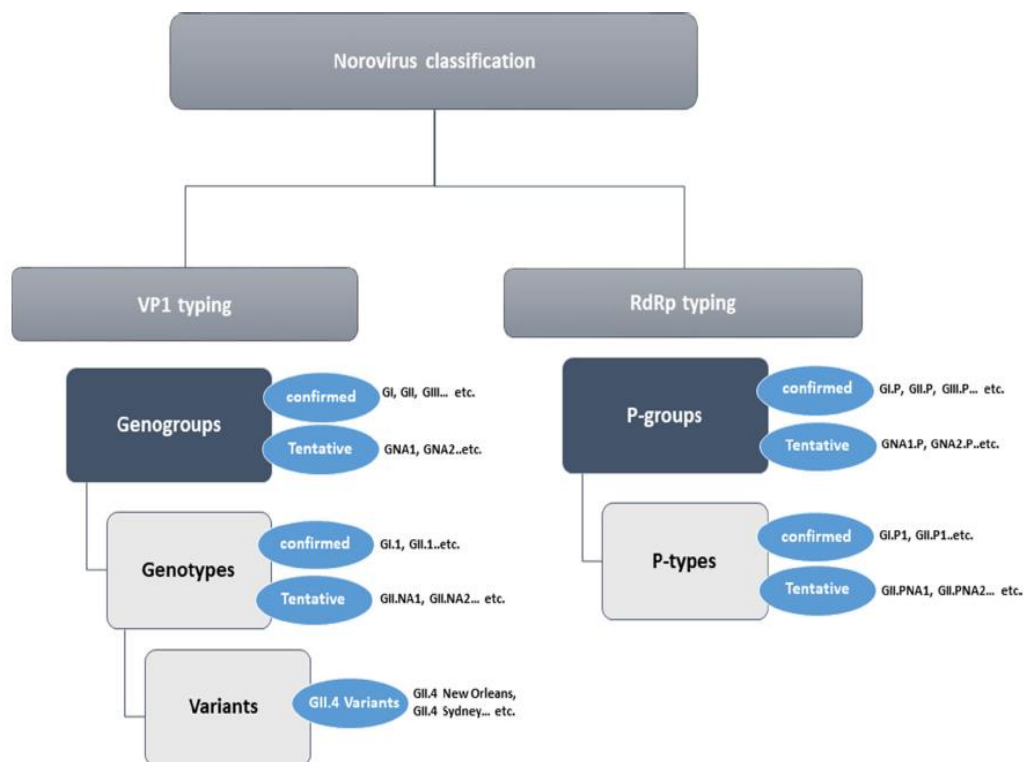 Norovirus classification
VP1 typing
RdRp typing
Genogroups
confirmed
GI, GII, GIII... etc.
Tentative
GNA1, GNA2..etc.
P-groups
confirmed
GI.P, GII.P, GIII.P... etc.
Tentative
GNA1.P, GNA2.P..etc.
Genotypes
confirmed
GI.1, GII.1..etc.
Tentative
GII.NA1, GII.NA2... etc.
P-types
confirmed
GI.P1, GII.P1..etc.
Tentative
GII.PNA1, GII.PNA2... etc.
Variants
GII.4 Variants
GII.4 New Orleans,
GII.4 Sydney... etc.